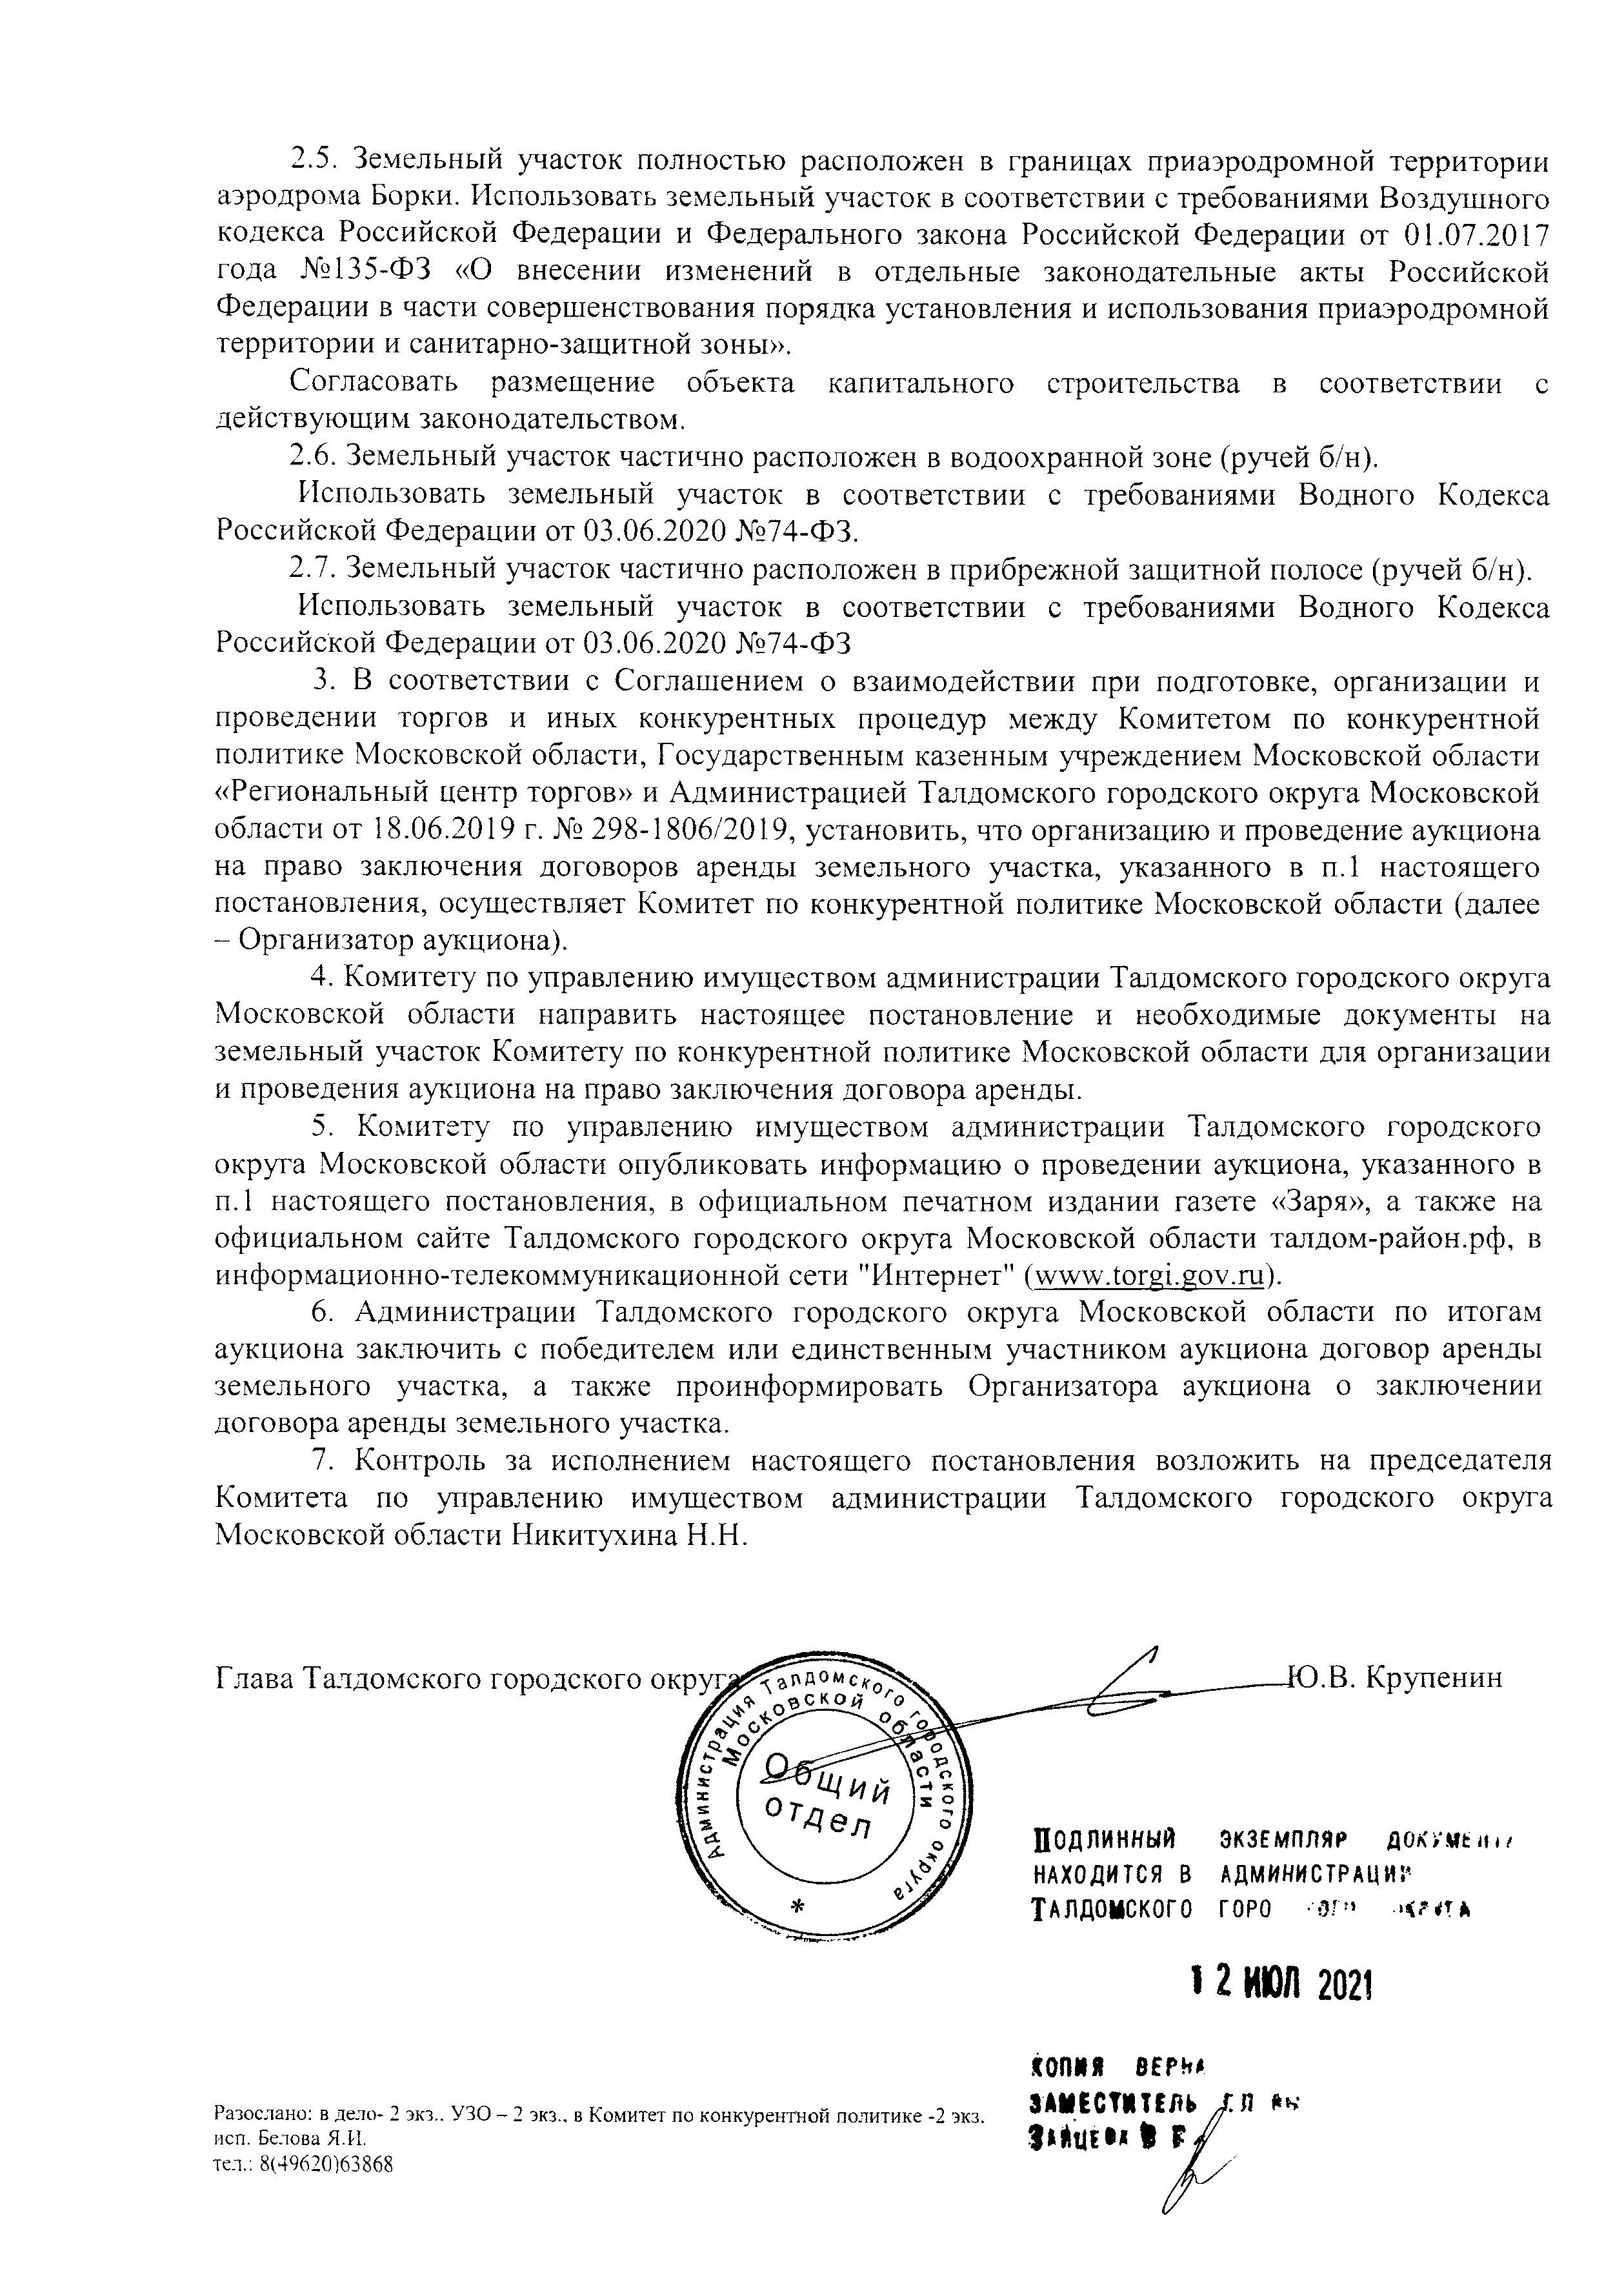 2.5. Земельный участок полностью расположен в границах приаэродромной территории
аэродрома Борки. Использовать земельный участок в соответствии с требованиями Воздушного
кодекса Российской Федерации и Федерального закона Российской Федерации от 01.07.2017
года №135-ФЗ «О внесении изменений в отдельные законодательные акты Российской
Федерации в части совершенствования порядка установления и использования приаэродромной
территории и санитарно-защитной зоны».
Согласовать размещение объекта капитального строительства в соответствии с
действующим законодательством.
2.6. Земельный участок частично расположен в водоохранной зоне (ручей б/н).
Использовать земельный участок в соответствии с требованиями Водного Кодекса
Российской Федерации от 03.06.2020 №74-ФЗ.
2.7. Земельный участок частично расположен в прибрежной защитной полосе (ручей б/н).
Использовать земельный участок в соответствии с требованиями Водного Кодекса
Российской Федерации от 03.06.2020 №74-ФЗ
3. В соответствии с Соглашением о взаимодействии при подготовке, организации и
проведении торгов и иных конкурентных процедур между Комитетом по конкурентной
политике Московской области, Государственным казенным учреждением Московской области
«Региональный центр торгов» и Администрацией Талдомского городского округа Московской
области от 18.06.2019 г. № 298-1806/2019, установить, что организацию и проведение аукциона
на право заключения договоров аренды земельного участка, указанного в п.1 настоящего
постановления, осуществляет Комитет по конкурентной политике Московской области (далее
– Организатор аукциона).
4. Комитету по управлению имуществом администрации Талдомского городского округа
Московской области направить настоящее постановление и необходимые документы на
земельный участок Комитету по конкурентной политике Московской области для организации
и проведения аукциона на право заключения договора аренды.
5. Комитету по управлению имуществом администрации Талдомского городского
округа Московской области опубликовать информацию о проведении аукциона, указанного в
п.1 настоящего постановления, в официальном печатном издании газете «Заря», а также на
официальном сайте Талдомского городского округа Московской области талдом-район.рф, в
информационно-телекоммуникационной сети "Интернет" (www.torgi.gov.ru).
6. Администрации Талдомского городского округа Московской области по итогам
аукциона заключить с победителем или единственным участником аукциона договор аренды
земельного участка, а также проинформировать Организатора аукциона о заключении
договора аренды земельного участка.
7. Контроль за исполнением настоящего постановления возложить на председателя
Комитета по управлению имуществом администрации Талдомского городского округа
Московской области Никитухина Н.Н.
Глава Талдомского городского округа Ю.В. Крупенин
Администрация Талдомского городского округа
Московской области
Общий
отдел
*
ПОДЛИННЫЙ ЭКЗЕМПЛЯР
НАХОДИТСЯ В АДМИНИСТРАЦИИ
ТАЛДОМСКОГО
12 ИЮЛ 2021
КОПИЯ ВЕРНА
ЗАМЕСТИТЕЛЬ
ЗАЙЦЕВА
Разослано: в дело- 2 экз., УЗО – 2 экз., в Комитет по конкурентной политике -2 экз.
исп. Белова Я.И.
тел.: 8(49620)63868